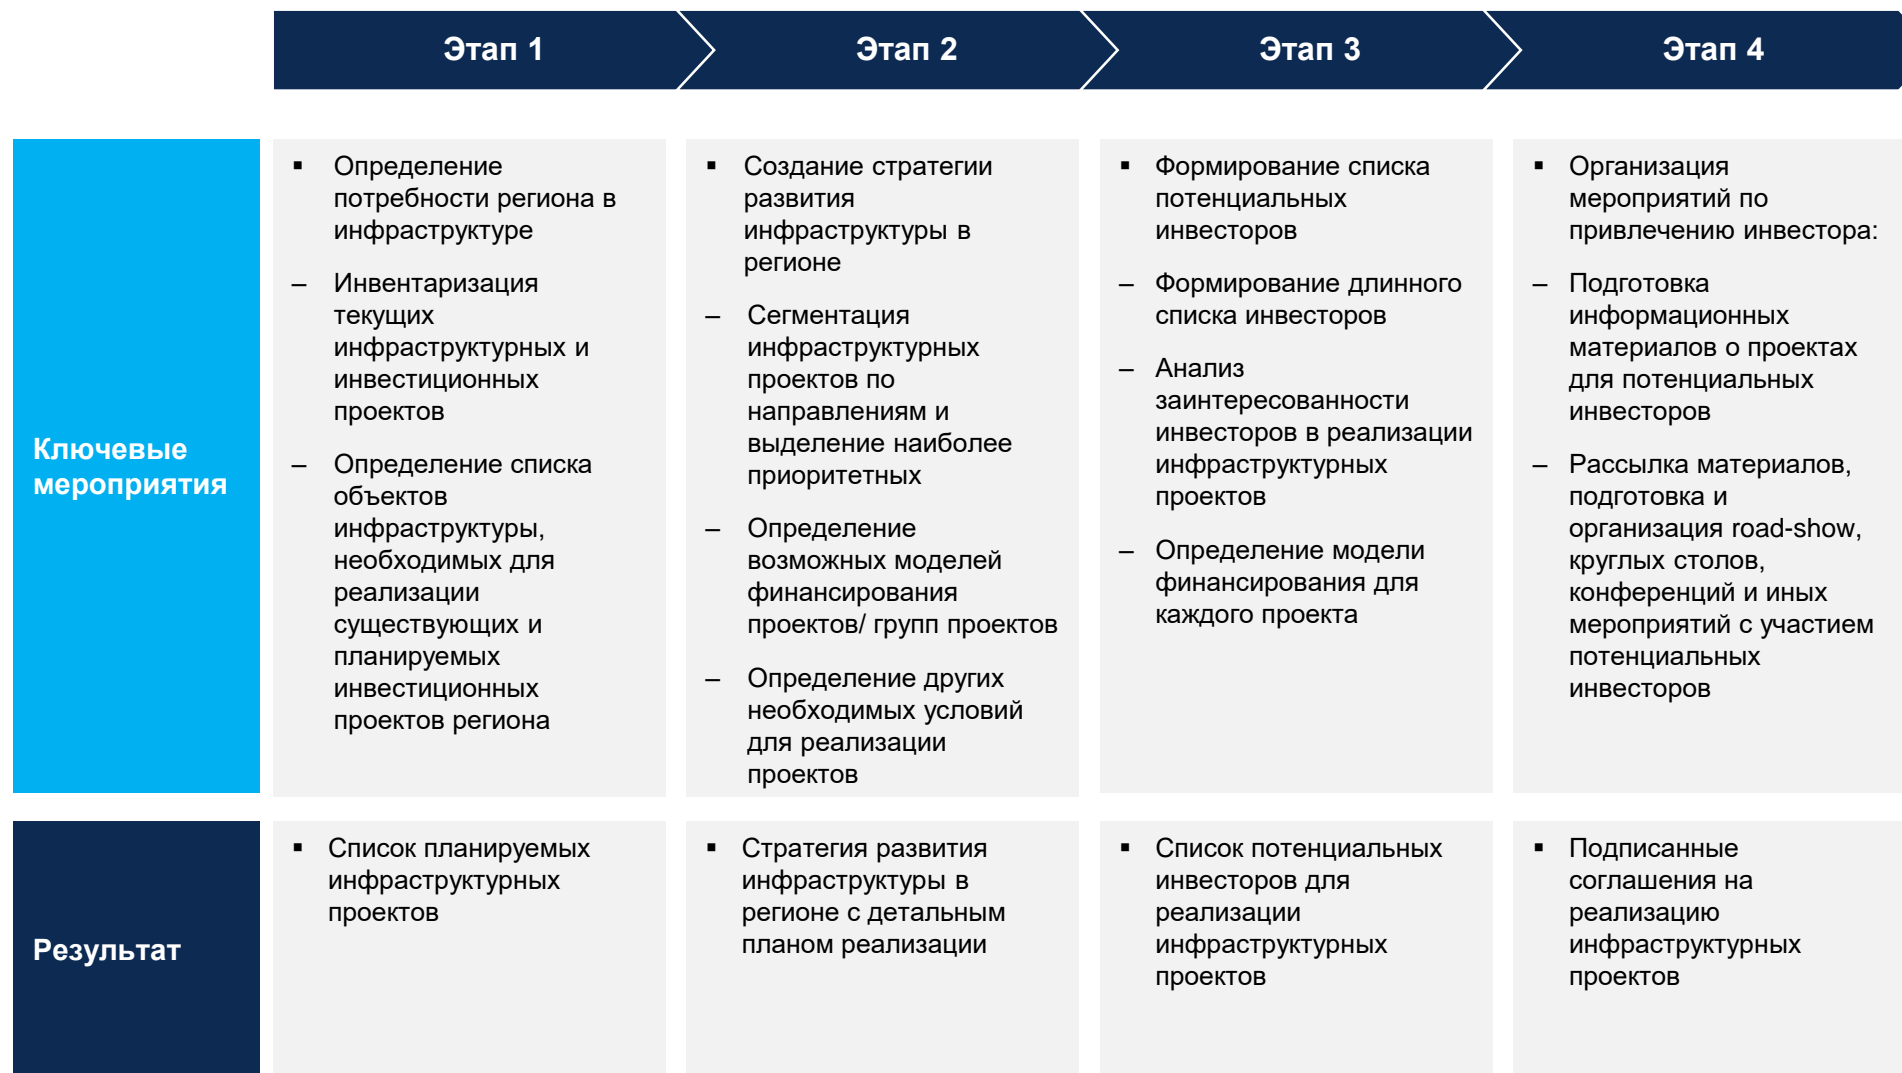 Этап 1
Этап 2
Этап 3
Этап 4
Ключевые
мероприятия
▪ Определение
потребности региона в
инфраструктуре
– Инвентаризация
текущих
инфраструктурных и
инвестиционных
проектов
– Определение списка
объектов
инфраструктуры,
необходимых для
реализации
существующих и
планируемых
инвестиционных
проектов региона
▪ Создание стратегии
развития
инфраструктуры в
регионе
– Сегментация
инфраструктурных
проектов по
направлениям и
выделение наиболее
приоритетных
– Определение
возможных моделей
финансирования
проектов/ групп проектов
– Определение других
необходимых условий
для реализации
проектов
▪ Формирование списка
потенциальных
инвесторов
– Формирование длинного
списка инвесторов
– Анализ
заинтересованности
инвесторов в реализации
инфраструктурных
проектов
– Определение модели
финансирования для
каждого проекта
▪ Организация
мероприятий по
привлечению инвестора:
– Подготовка
информационных
материалов о проектах
для потенциальных
инвесторов
– Рассылка материалов,
подготовка и
организация road-show,
круглых столов,
конференций и иных
мероприятий с участием
потенциальных
инвесторов
Результат
▪ Список планируемых
инфраструктурных
проектов
▪ Стратегия развития
инфраструктуры в
регионе с детальным
планом реализации
▪ Список потенциальных
инвесторов для
реализации
инфраструктурных
проектов
▪ Подписанные
соглашения на
реализацию
инфраструктурных
проектов